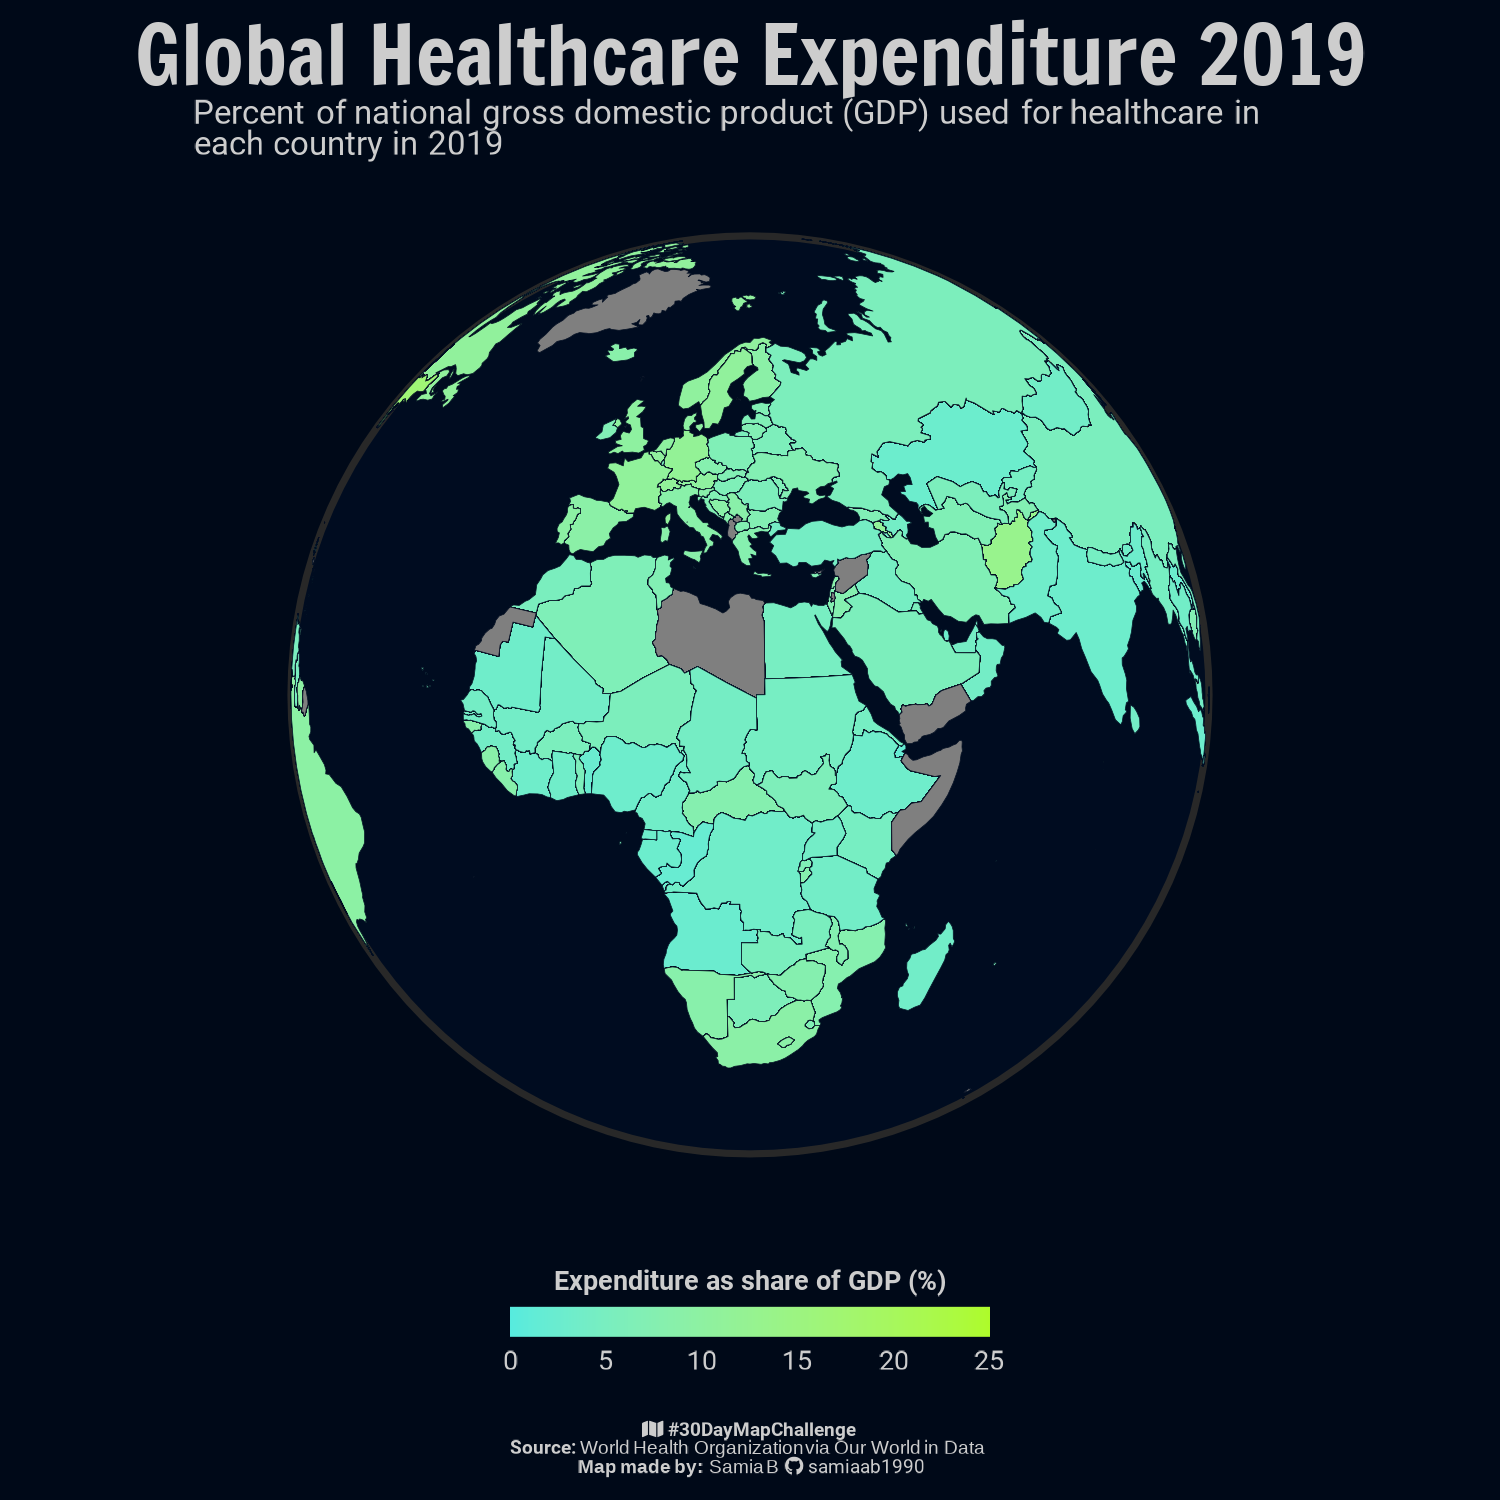 Global Healthcare Expenditure 2019
Percent of national gross domestic product (GDP) used for healthcare in
each country in 2019
Expenditure as share of GDP (%)
0 5 10 15 20 25
#30DayMapChallenge
Source: World Health Organization via Our World in Data
Map made by: Samia B samiaab1990